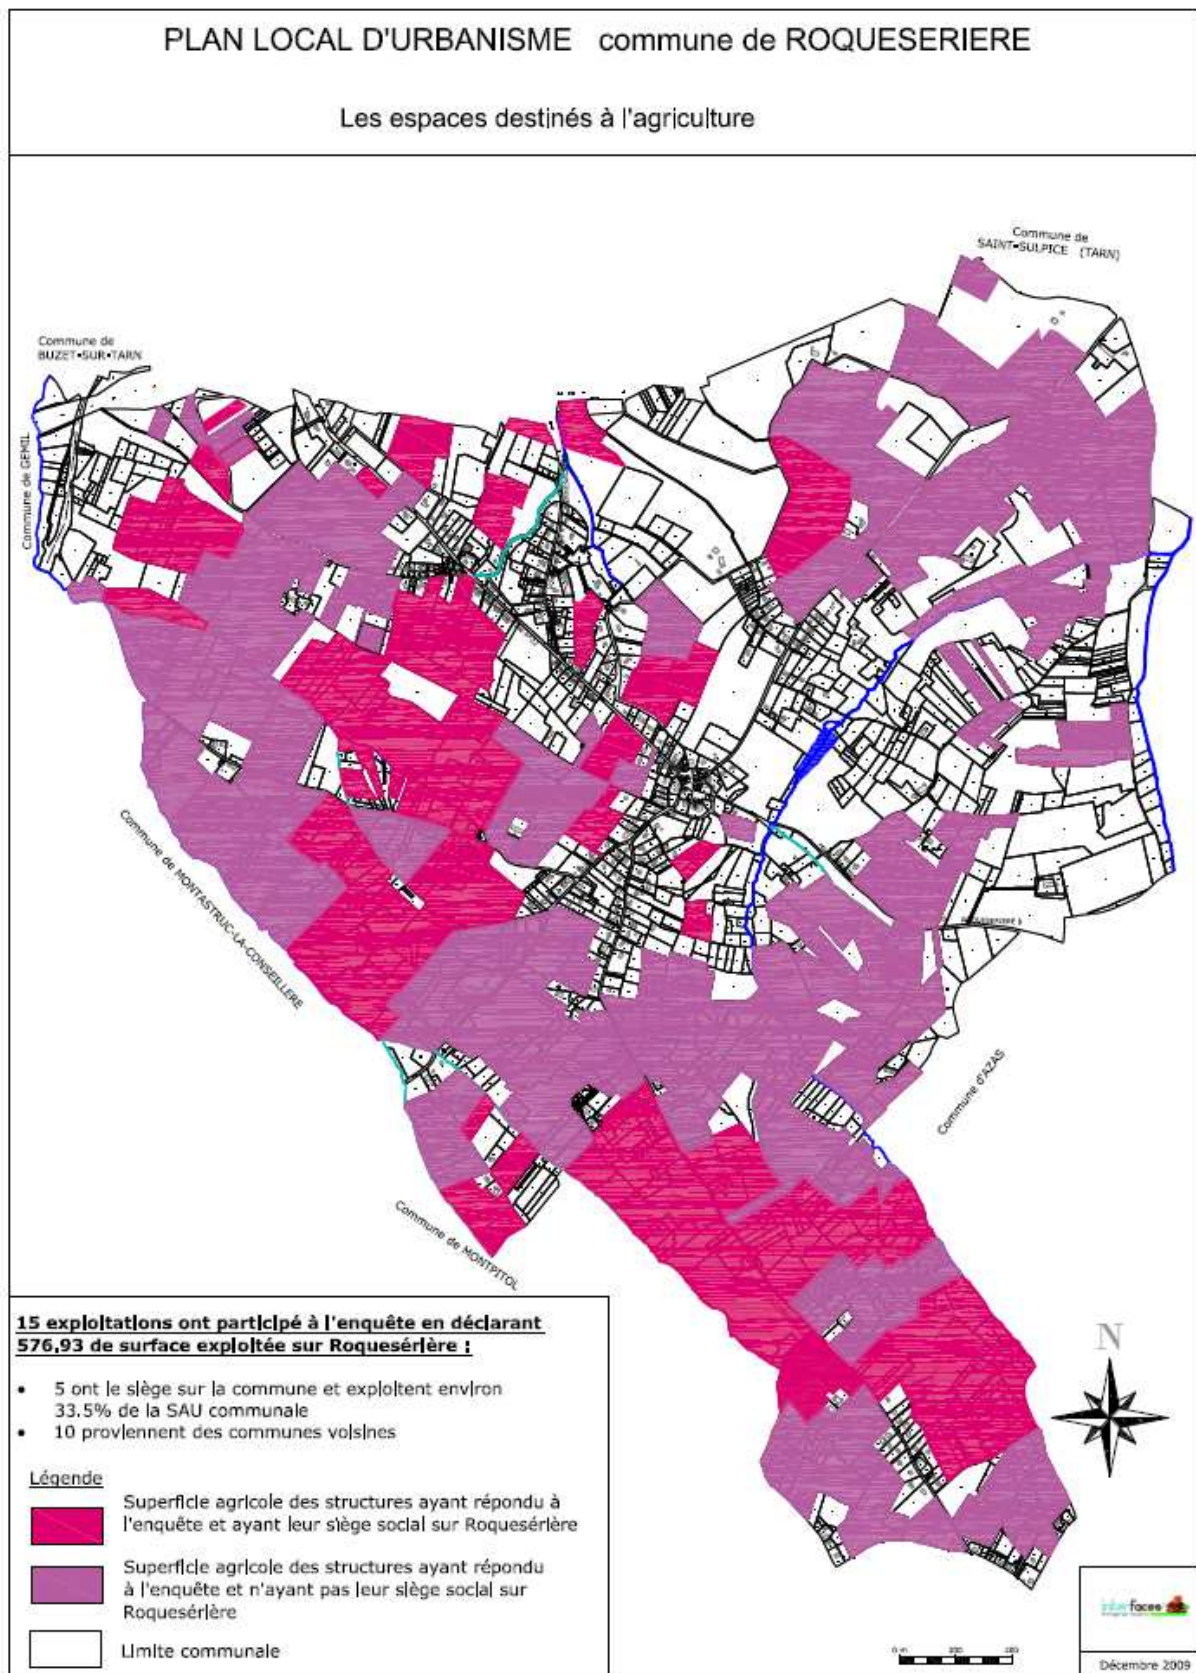 PLAN LOCAL D'URBANISME commune de ROQUESERIERE
Les espaces destinés à l'agriculture
Commune de
SAINT-SULPICE (TARN)
Commune de
BUZET-SUR-TARN
Commune de GEMIL
Commune de MONTASTRUC-LA-CONSEILLERE
Commune d'AZAS
Commune de MONTPITOL
15 exploitations ont participé à l'enquête en déclarant
576,93 de surface exploitée sur Roquesérière :
• 5 ont le siège sur la commune et exploitent environ
33.5% de la SAU communale
• 10 proviennent des communes voisines
Légende
Superficie agricole des structures ayant répondu à
l'enquête et ayant leur siège social sur Roquesérière
Superficie agricole des structures ayant répondu
à l'enquête et n'ayant pas leur siège social sur
Roquesérière
Limite communale
N
inter faces
Décembre 2009